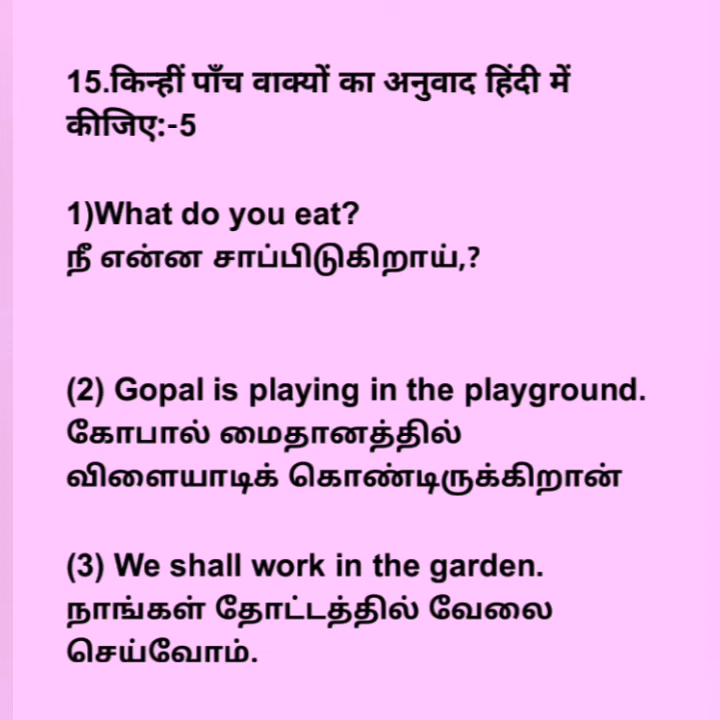 15.किन्हीं पाँच वाक्यों का अनुवाद हिंदी में
कीजिए:-5
1)What do you eat?
நீ என்ன சாப்பிடுகிறாய்,?
(2) Gopal is playing in the playground.
கோபால் மைதானத்தில்
விளையாடிக் கொண்டிருக்கிறான்
(3) We shall work in the garden.
நாங்கள் தோட்டத்தில் வேலை
செய்வோம்.